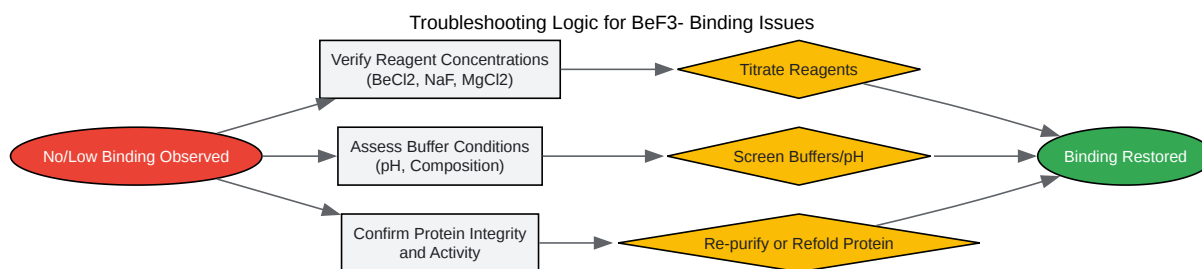 Troubleshooting Logic for BeF3- Binding Issues
No/Low Binding Observed
Verify Reagent Concentrations
(BeCl2, NaF, MgCl2)
Titrate Reagents
Assess Buffer Conditions
(pH, Composition)
Screen Buffers/pH
Confirm Protein Integrity
and Activity
Re-purify or Refold Protein
Binding Restored